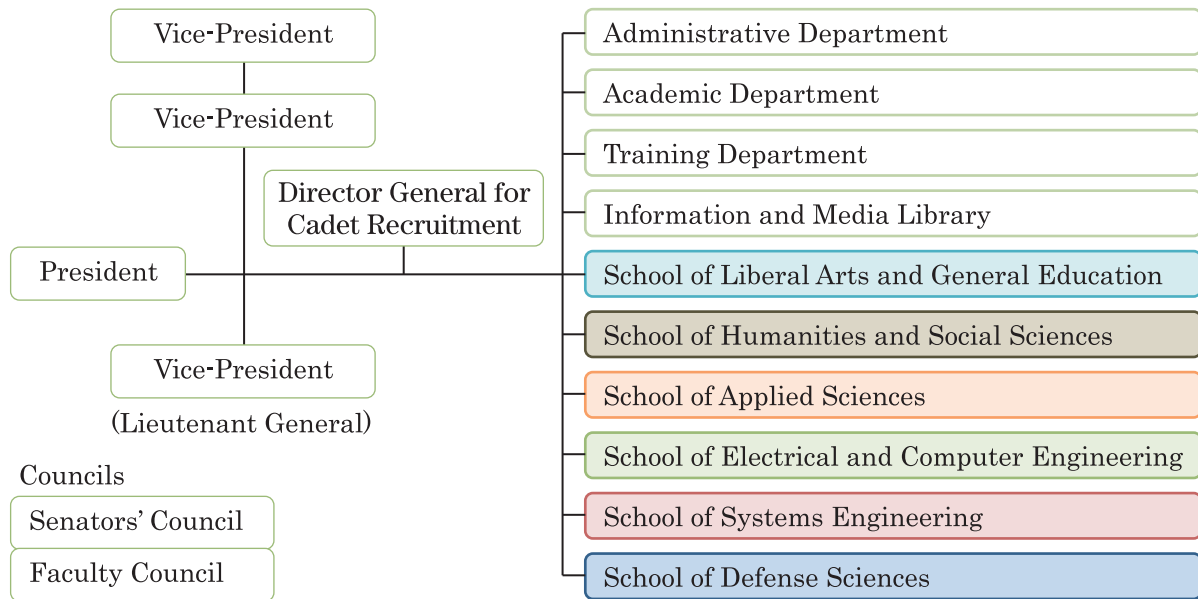 Vice-President
Vice-President
Director General for
Cadet Recruitment
President
Vice-President
(Lieutenant General)
Councils
Senators’ Council
Faculty Council
Administrative Department
Academic Department
Training Department
Information and Media Library
School of Liberal Arts and General Education
School of Humanities and Social Sciences
School of Applied Sciences
School of Electrical and Computer Engineering
School of Systems Engineering
School of Defense Sciences